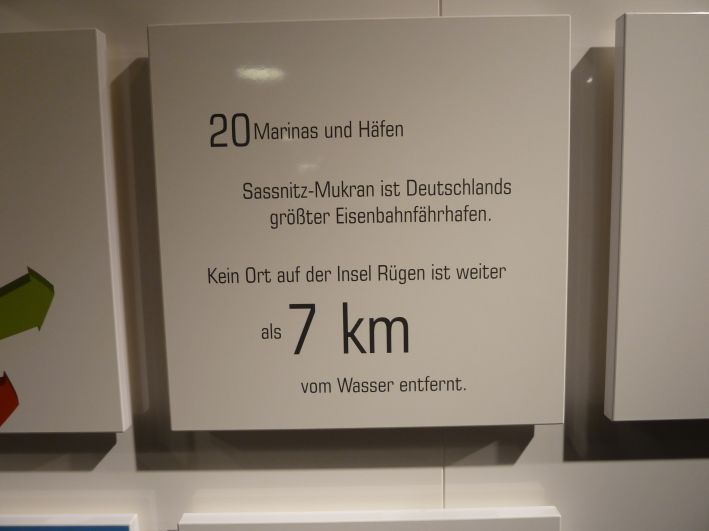 20 Marinas und Häfen
Sassnitz-Mukran ist Deutschlands
größter Eisenbahnfährhafen.
Kein Ort auf der Insel Rügen ist weiter
als 7 km
vom Wasser entfernt.